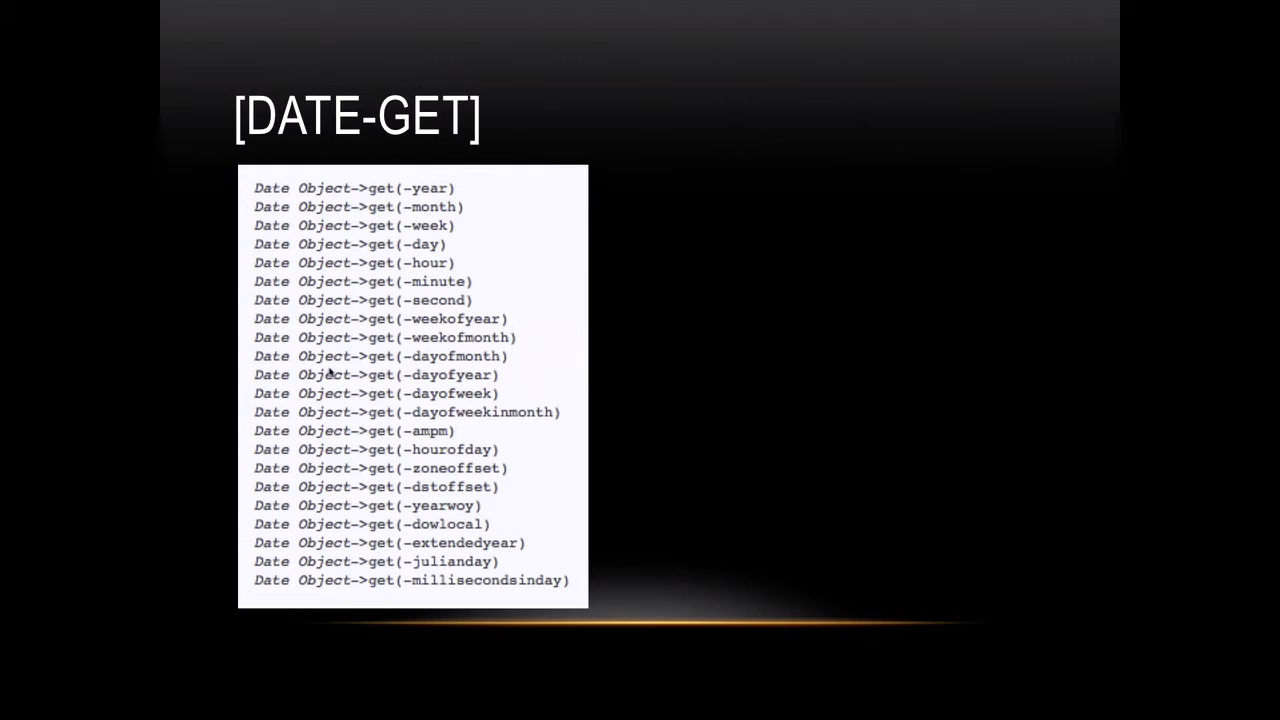 [DATE-GET]
Date Object->get(-year)
Date Object->get(-month)
Date Object->get(-week)
Date Object->get(-day)
Date Object->get(-hour)
Date Object->get(-minute)
Date Object->get(-second)
Date Object->get(-weekofyear)
Date Object->get(-weekofmonth)
Date Object->get(-dayofmonth)
Date Object->get(-dayofyear)
Date Object->get(-dayofweek)
Date Object->get(-dayofweekinmonth)
Date Object->get(-ampm)
Date Object->get(-hourofday)
Date Object->get(-zoneoffset)
Date Object->get(-dstoffset)
Date Object->get(-yearwoy)
Date Object->get(-dowlocal)
Date Object->get(-extendedyear)
Date Object->get(-julianday)
Date Object->get(-millisecondsinday)